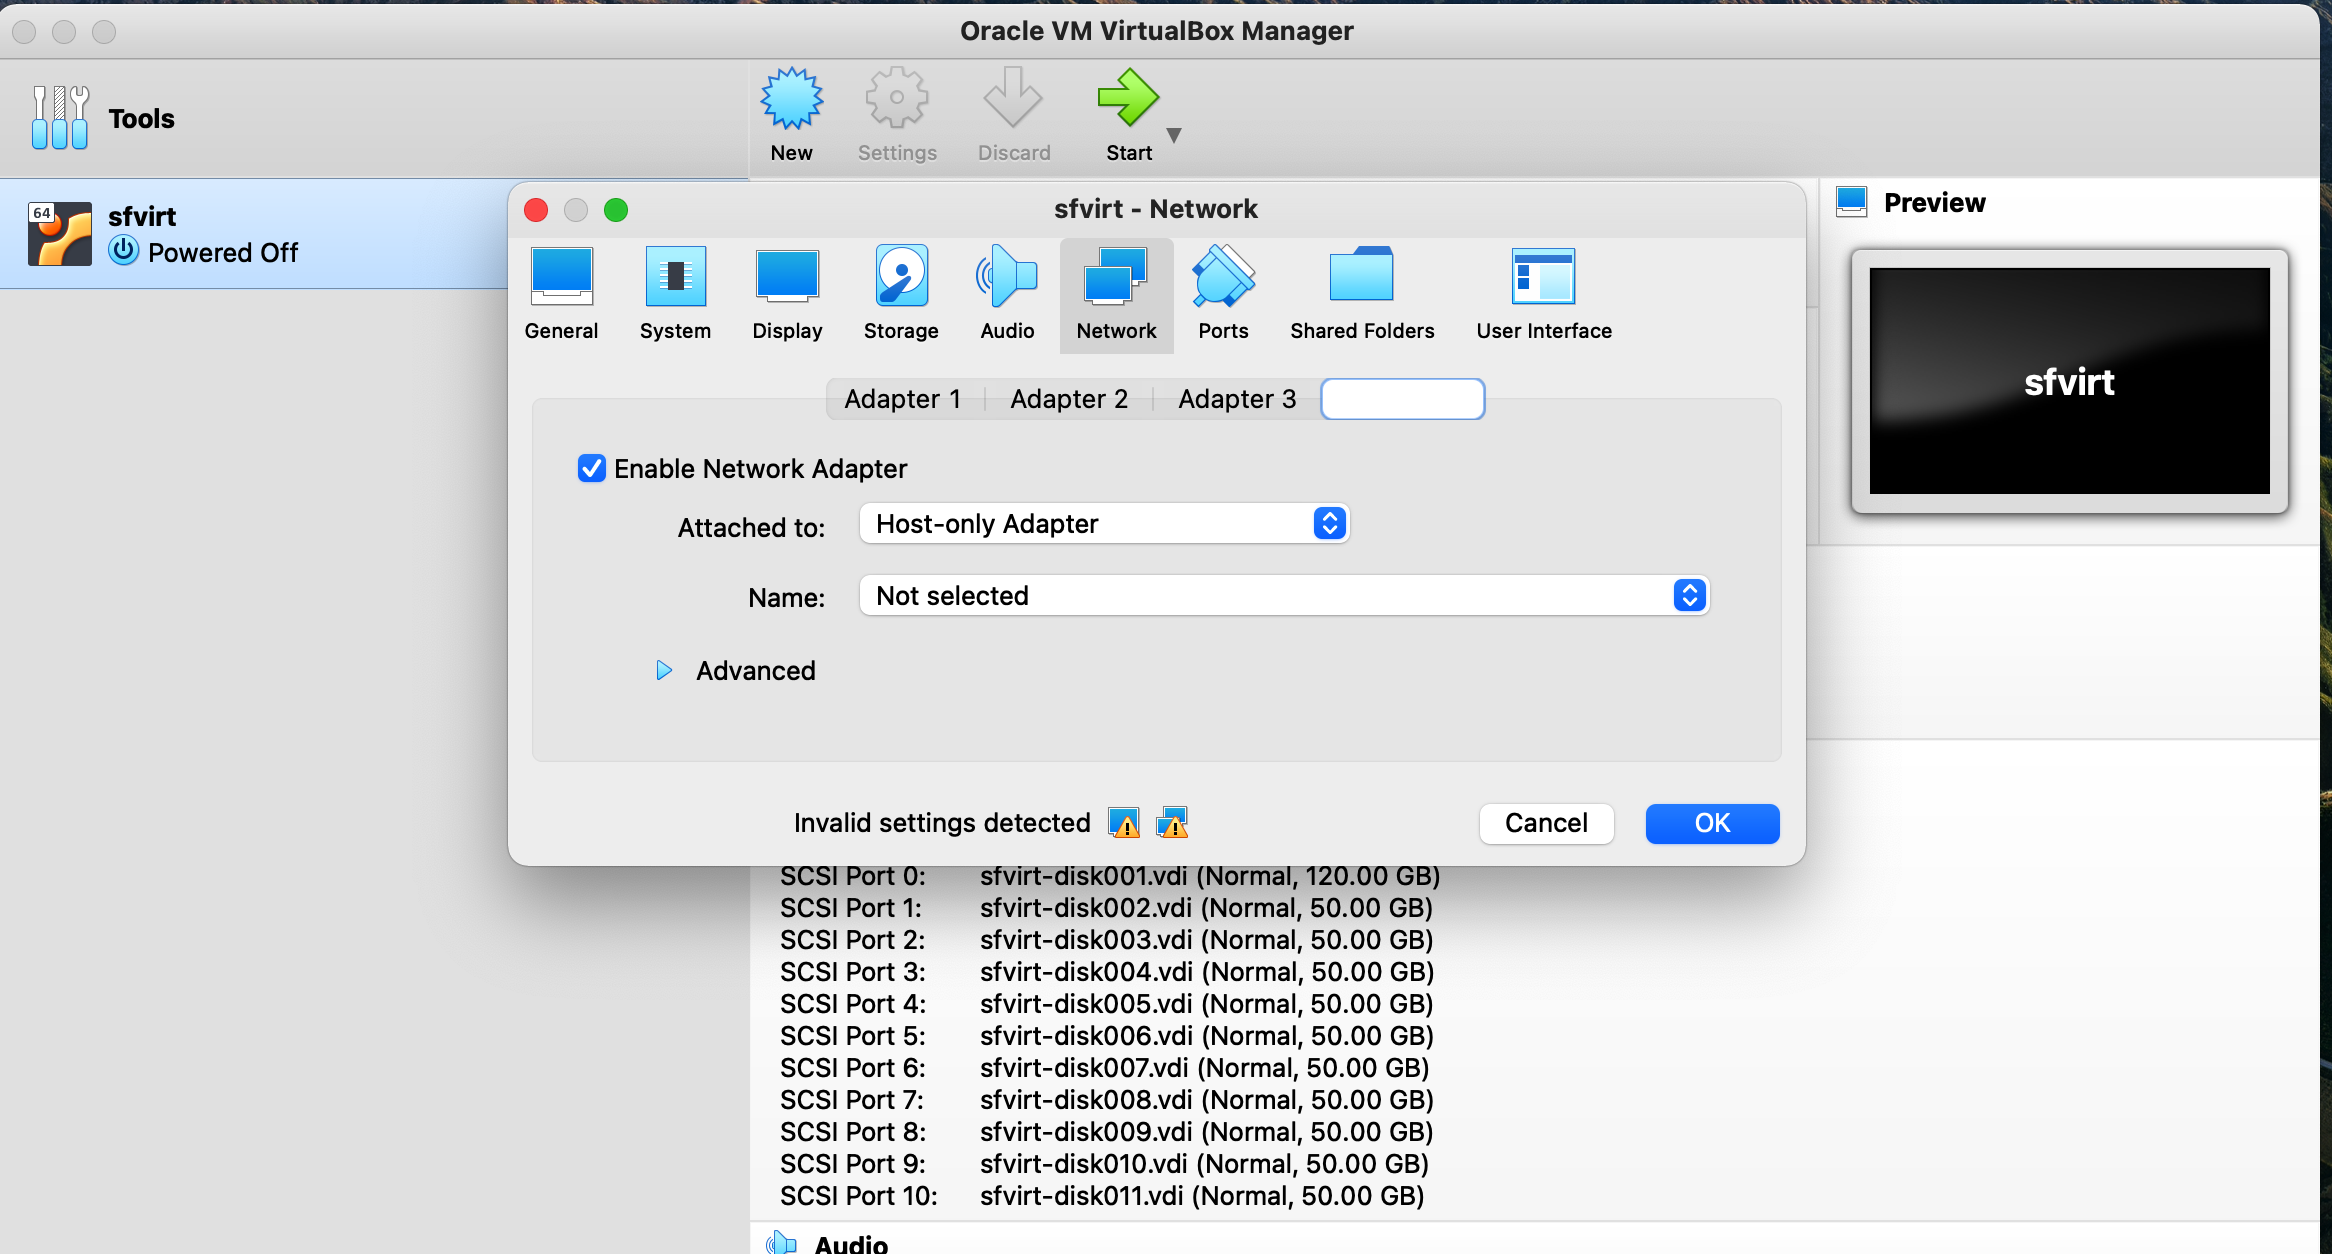 Oracle VM VirtualBox Manager
Tools
New
Settings
Discard
Start
64
sfvirt
Powered Off
sfvirt - Network
General
System
Display
Storage
Audio
Network
Ports
Shared Folders
User Interface
Adapter 1
Adapter 2
Adapter 3
Enable Network Adapter
Attached to:
Host-only Adapter
Name:
Not selected
Advanced
Invalid settings detected
Cancel
OK
Preview
sfvirt
SCSI Port 0: sfvirt-disk001.vdi (Normal, 120.00 GB)
SCSI Port 1: sfvirt-disk002.vdi (Normal, 50.00 GB)
SCSI Port 2: sfvirt-disk003.vdi (Normal, 50.00 GB)
SCSI Port 3: sfvirt-disk004.vdi (Normal, 50.00 GB)
SCSI Port 4: sfvirt-disk005.vdi (Normal, 50.00 GB)
SCSI Port 5: sfvirt-disk006.vdi (Normal, 50.00 GB)
SCSI Port 6: sfvirt-disk007.vdi (Normal, 50.00 GB)
SCSI Port 7: sfvirt-disk008.vdi (Normal, 50.00 GB)
SCSI Port 8: sfvirt-disk009.vdi (Normal, 50.00 GB)
SCSI Port 9: sfvirt-disk010.vdi (Normal, 50.00 GB)
SCSI Port 10: sfvirt-disk011.vdi (Normal, 50.00 GB)
Audio